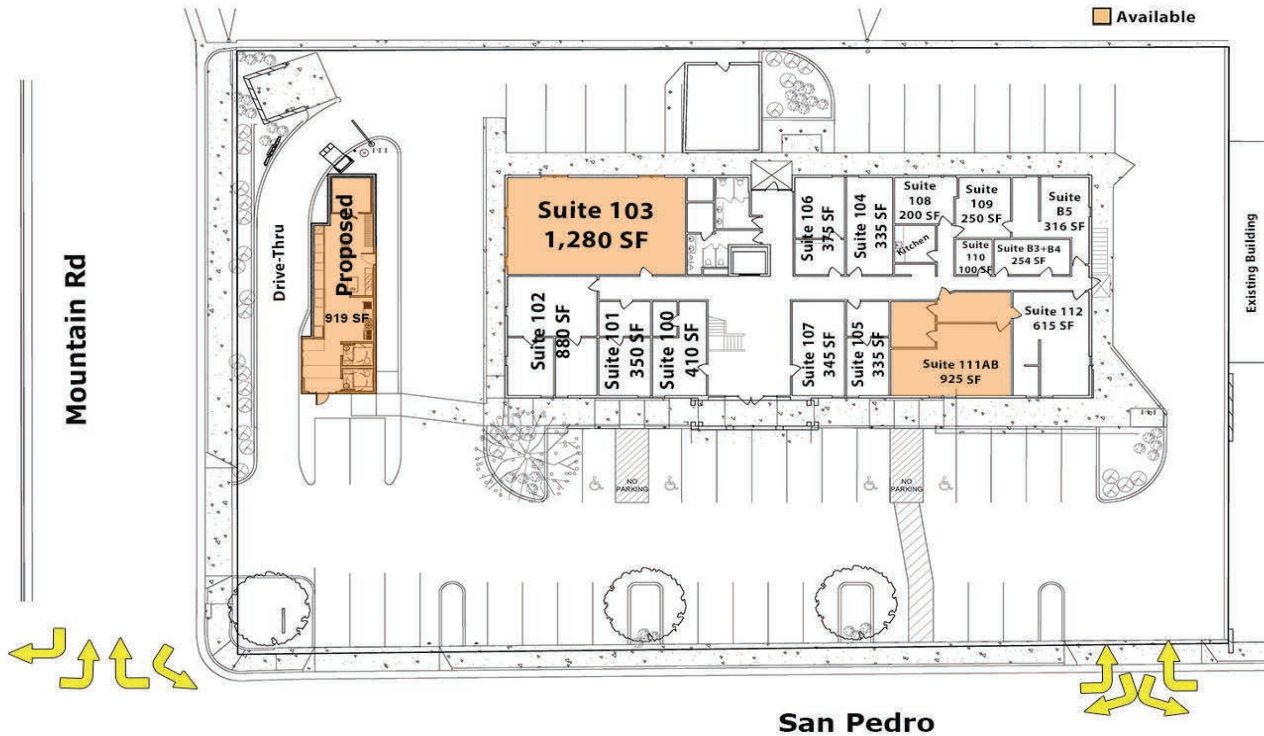 Available
Mountain Rd
Drive-Thru
Proposed
919 SF
Suite 103
1,280 SF
Suite 106
375 SF
Suite 104
335 SF
Suite
108
200 SF
Kitchen
Suite
109
250 SF
Suite
110
100 SF
Suite B3+B4
254 SF
Suite
B5
316 SF
Suite 102
880 SF
Suite 101
350 SF
Suite 100
410 SF
Suite 107
345 SF
Suite 105
335 SF
Suite 111AB
925 SF
Suite 112
615 SF
Existing Building
NO
PARKING
NO
PARKING
San Pedro